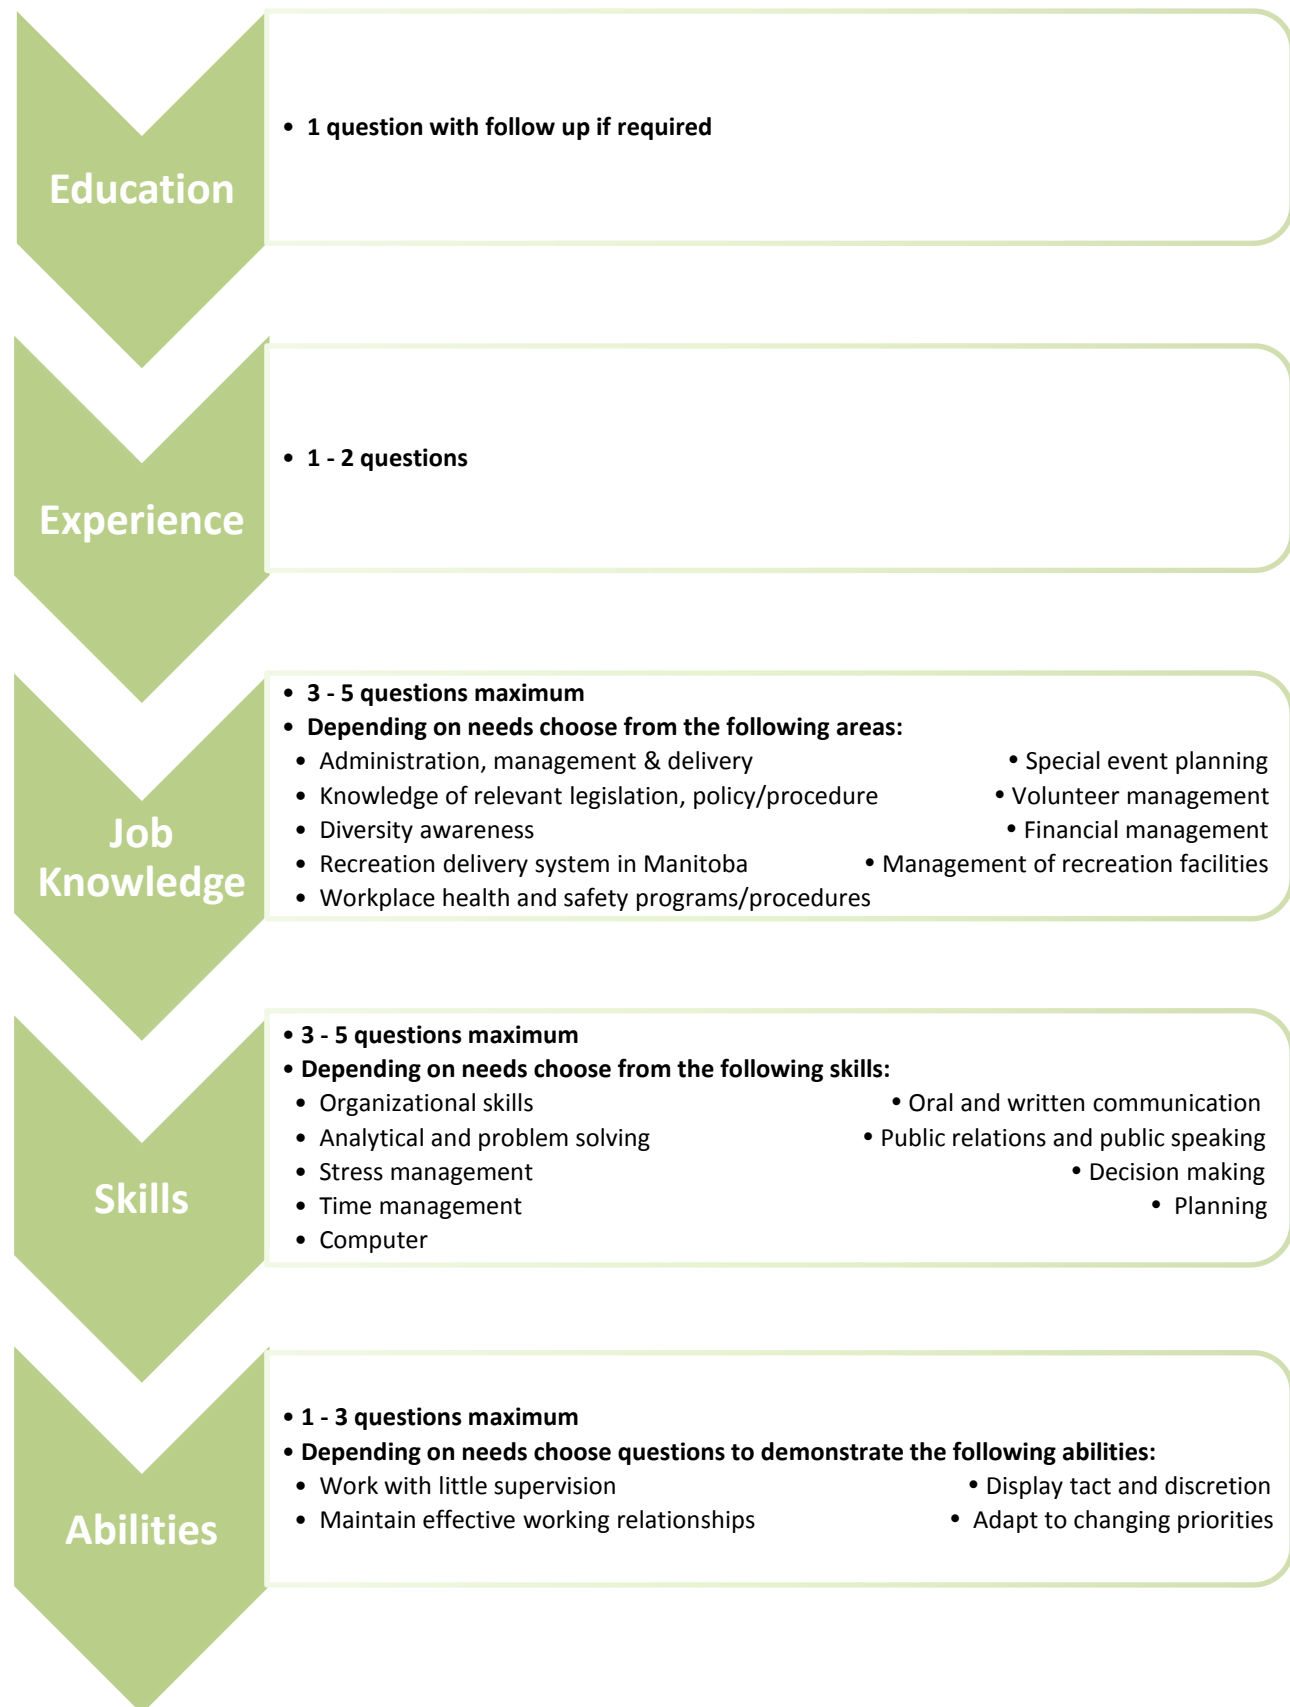 Education
• 1 question with follow up if required
Experience
• 1 - 2 questions
Job
Knowledge
• 3 - 5 questions maximum
• Depending on needs choose from the following areas:
• Administration, management & delivery • Special event planning
• Knowledge of relevant legislation, policy/procedure • Volunteer management
• Diversity awareness • Financial management
• Recreation delivery system in Manitoba • Management of recreation facilities
• Workplace health and safety programs/procedures
Skills
• 3 - 5 questions maximum
• Depending on needs choose from the following skills:
• Organizational skills • Oral and written communication
• Analytical and problem solving • Public relations and public speaking
• Stress management • Decision making
• Time management • Planning
• Computer
Abilities
• 1 - 3 questions maximum
• Depending on needs choose questions to demonstrate the following abilities:
• Work with little supervision • Display tact and discretion
• Maintain effective working relationships • Adapt to changing priorities